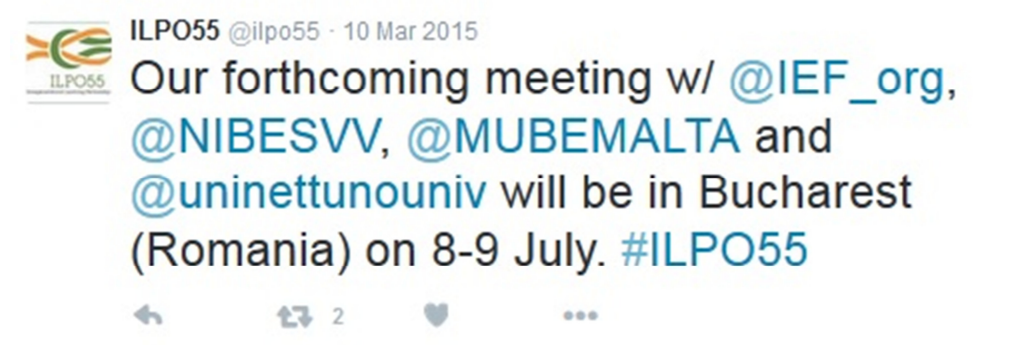 ILPO55 @ilpo55 · 10 Mar 2015
Our forthcoming meeting w/ @IEF_org,
@NIBESVV, @MUBEMALTA and
@uninettunouniv will be in Bucharest
(Romania) on 8-9 July. #ILPO55
2
ILPO55